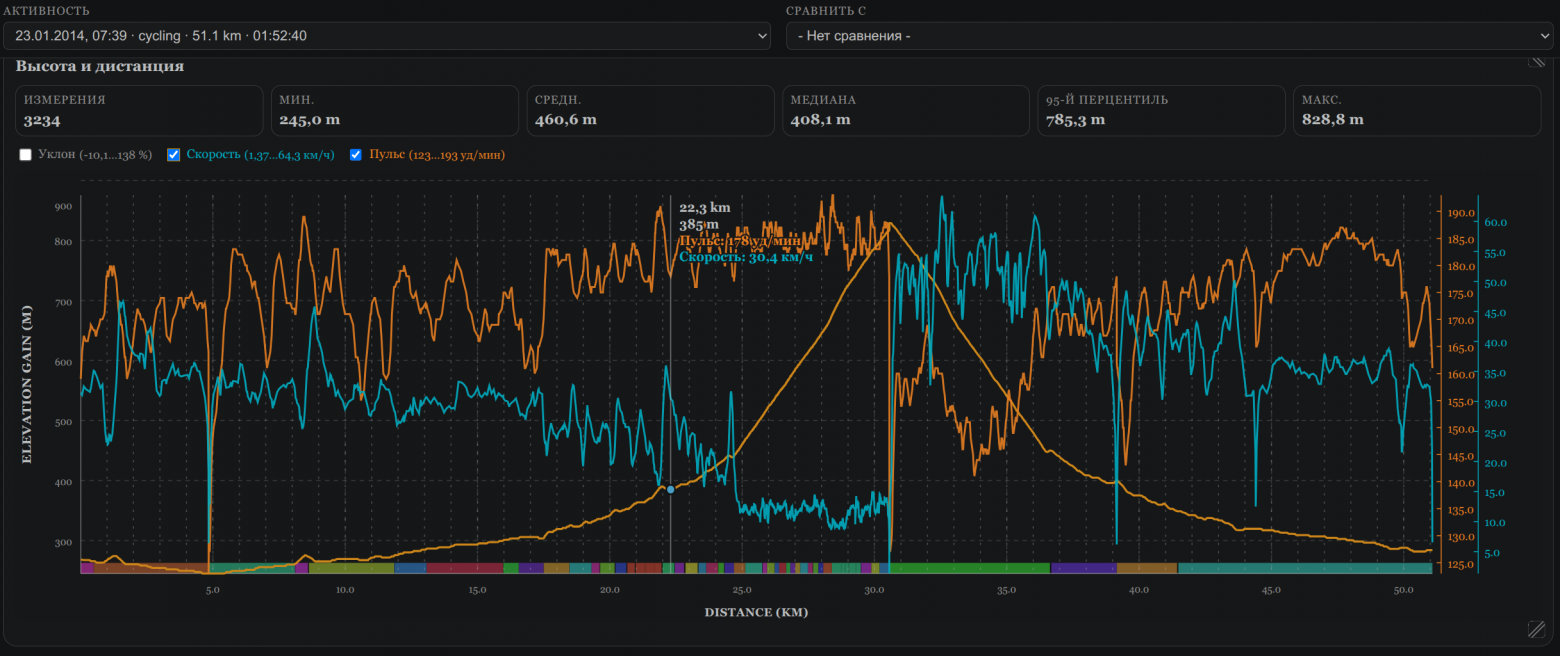 АКТИВНОСТЬ
СРАВНИТЬ С
23.01.2014, 07:39 · cycling · 51.1 km · 01:52:40
- Нет сравнения -
Высота и дистанция
ИЗМЕРЕНИЯ
3234
МИН.
245,0 m
СРЕДН.
460,6 m
МЕДИАНА
408,1 m
95-Й ПЕРЦЕНТИЛЬ
785,3 m
МАКС.
828,8 m
Уклон (-10,1...138 %)
Скорость (1,37...64,3 км/ч)
Пульс (123...193 уд/мин)
22,3 km
385 m
Пульс: 178 уд/мин
Скорость: 30,4 км/ч
ELEVATION GAIN (M)
900
800
700
600
500
400
300
190.0
185.0
180.0
175.0
170.0
165.0
160.0
155.0
150.0
145.0
140.0
135.0
130.0
125.0
60.0
55.0
50.0
45.0
40.0
35.0
30.0
25.0
20.0
15.0
10.0
5.0
5.0 10.0 15.0 20.0 25.0 30.0 35.0 40.0 45.0 50.0
DISTANCE (KM)